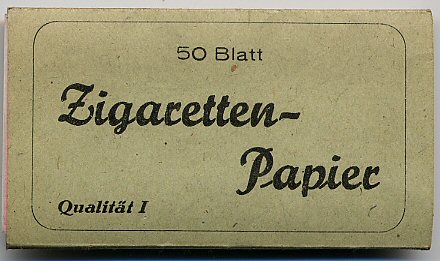 50 Blatt
Zigaretten-
Papier
Qualität I